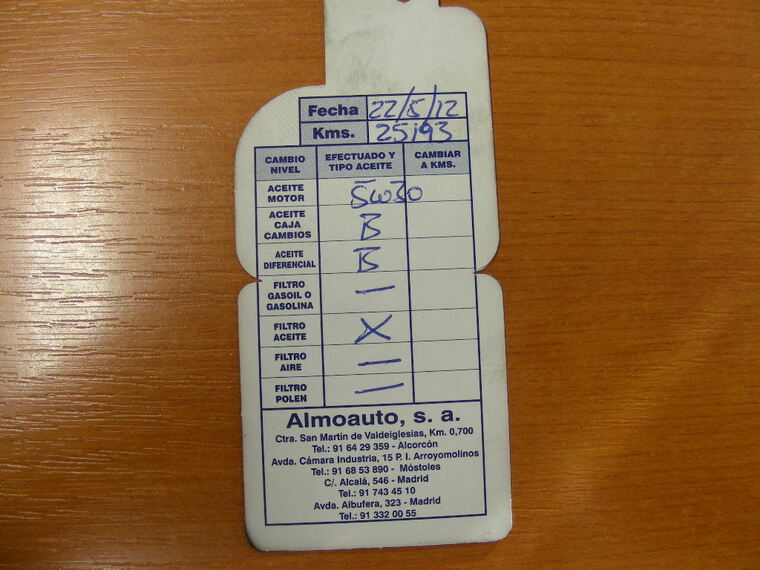 Fecha 22/5/12
Kms. 25193
CAMBIO NIVEL EFECTUADO Y TIPO ACEITE CAMBIAR A KMS.
ACEITE MOTOR 5W30
ACEITE CAJA CAMBIOS B
ACEITE DIFERENCIAL B
FILTRO GASOIL O GASOLINA —
FILTRO ACEITE X
FILTRO AIRE —
FILTRO POLEN —
Almoauto, s. a.
Ctra. San Martín de Valdeiglesias, Km. 0,700
Tel.: 91 64 29 359 - Alcorcón
Avda. Cámara Industria, 15 P. I. Arroyomolinos
Tel.: 91 68 53 890 - Móstoles
C/. Alcalá, 546 - Madrid
Tel.: 91 743 45 10
Avda. Albufera, 323 - Madrid
Tel.: 91 332 00 55